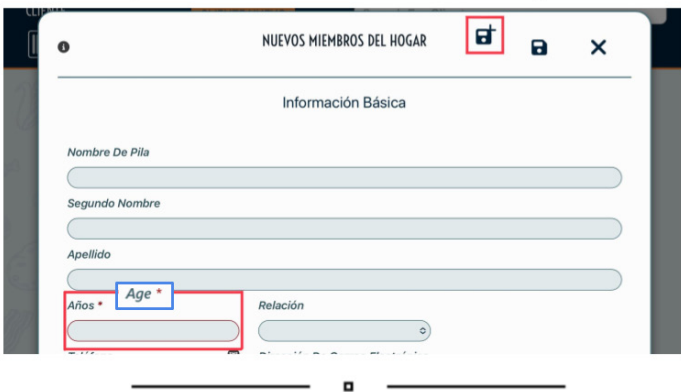 NUEVOS MIEMBROS DEL HOGAR
Información Básica
Nombre De Pila
Segundo Nombre
Apellido
Age *
Años *
Relación